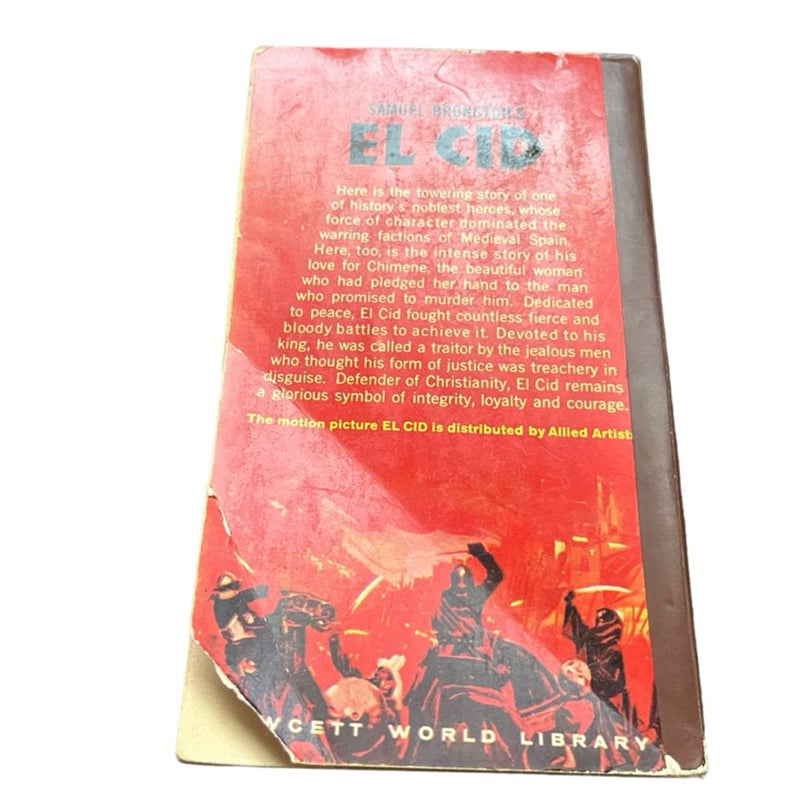 SAMUEL BRONSTON'S
EL CID
Here is the towering story of one
of history's noblest heroes, whose
force of character dominated the
warring factions of Medieval Spain.
Here, too, is the intense story of his
love for Chimene, the beautiful woman
who had pledged her hand to the man
who promised to murder him. Dedicated
to peace, El Cid fought countless fierce and
bloody battles to achieve it. Devoted to his
king, he was called a traitor by the jealous men
who thought his form of justice was treachery in
disguise. Defender of Christianity, El Cid remains
a glorious symbol of integrity, loyalty and courage.
The motion picture EL CID is distributed by Allied Artists
WCETT WORLD LIBRARY